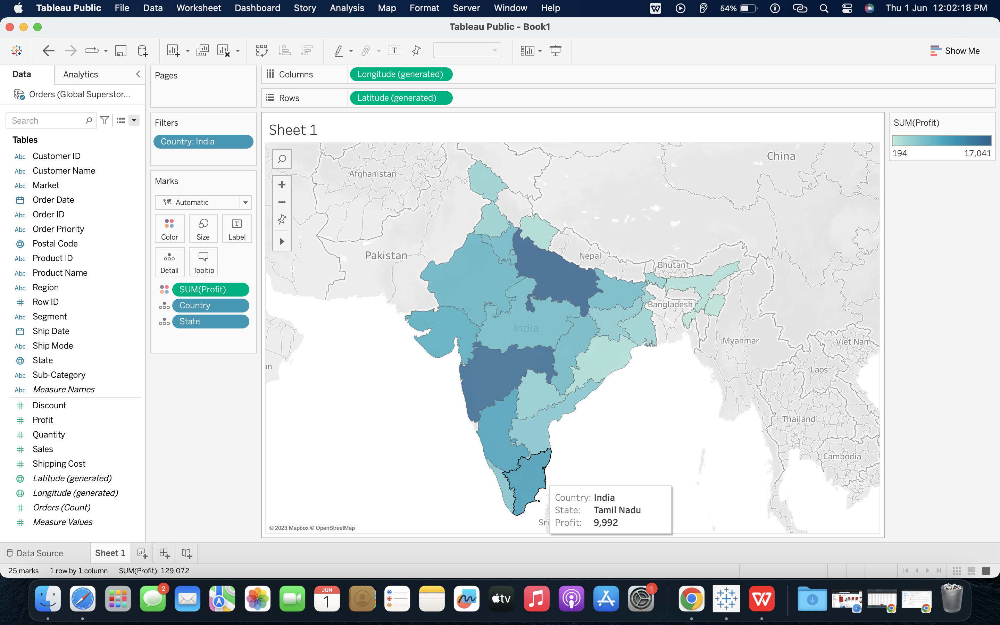 Tableau Public File Data Worksheet Dashboard Story Analysis Map Format Server Window Help 54% Thu 1 Jun 12:02:18 PM
Tableau Public - Book1
Show Me
Data Analytics
Orders (Global Superstor...
Search
Tables
Abc Customer ID
Abc Customer Name
Abc Market
Order Date
Abc Order ID
Abc Order Priority
Postal Code
Abc Product ID
Abc Product Name
Abc Region
# Row ID
Abc Segment
Ship Date
Abc Ship Mode
State
Abc Sub-Category
Abc Measure Names
# Discount
# Profit
# Quantity
# Sales
# Shipping Cost
Latitude (generated)
Longitude (generated)
# Orders (Count)
# Measure Values
Pages
Filters
Country: India
Marks
Automatic
Color Size Label
Detail Tooltip
SUM(Profit)
Country
State
Columns Longitude (generated)
Rows Latitude (generated)
Sheet 1
China
Afghanistan
Pakistan
Nepal
Bhutan
Bangladesh
India
Myanmar
Viet Nam
an
Laos
Thailand
Cambodia
Sri
Country: India
State: Tamil Nadu
Profit: 9,992
© 2023 Mapbox © OpenStreetMap
SUM(Profit)
194 17,041
Data Source Sheet 1
25 marks 1 row by 1 column SUM(Profit): 129,072
2
JUN
1
tv
1